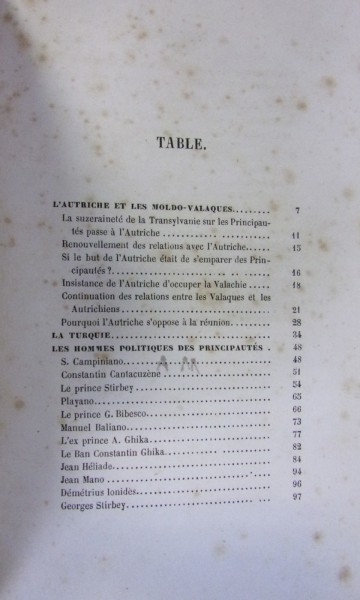 TABLE.
L'AUTRICHE ET LES MOLDO-VALAQUES......... 7
La suzeraineté de la Transylvanie sur les Principau-
tés passe à l'Autriche .................. 11
Renouvellement des relations avec l'Autriche...... 13
Si le but de l'Autriche était de s'emparer des Prin-
cipautés ?.......................... 16
Insistance de l'Autriche d'occuper la Valachie ..... 18
Continuation des relations entre les Valaques et les
Autrichiens ........................ 21
Pourquoi l'Autriche s'oppose à la réunion......... 28
LA TURQUIE............................ 34
LES HOMMES POLITIQUES DES PRINCIPAUTÉS . 48
S. Campiniano......................... 48
Constantin Cantacuzène ................ 51
Le prince Stirbey ..................... 54
Playano.............................. 65
Le prince G. Bibesco................... 66
Manuel Baliano........................ 73
L'ex prince A. Ghika................... 77
Le Ban Constantin Ghika................ 82
Jean Héliade.......................... 84
Jean Mano ............................ 94
Démétrius Ionidès...................... 96
Georges Stirbey ....................... 97